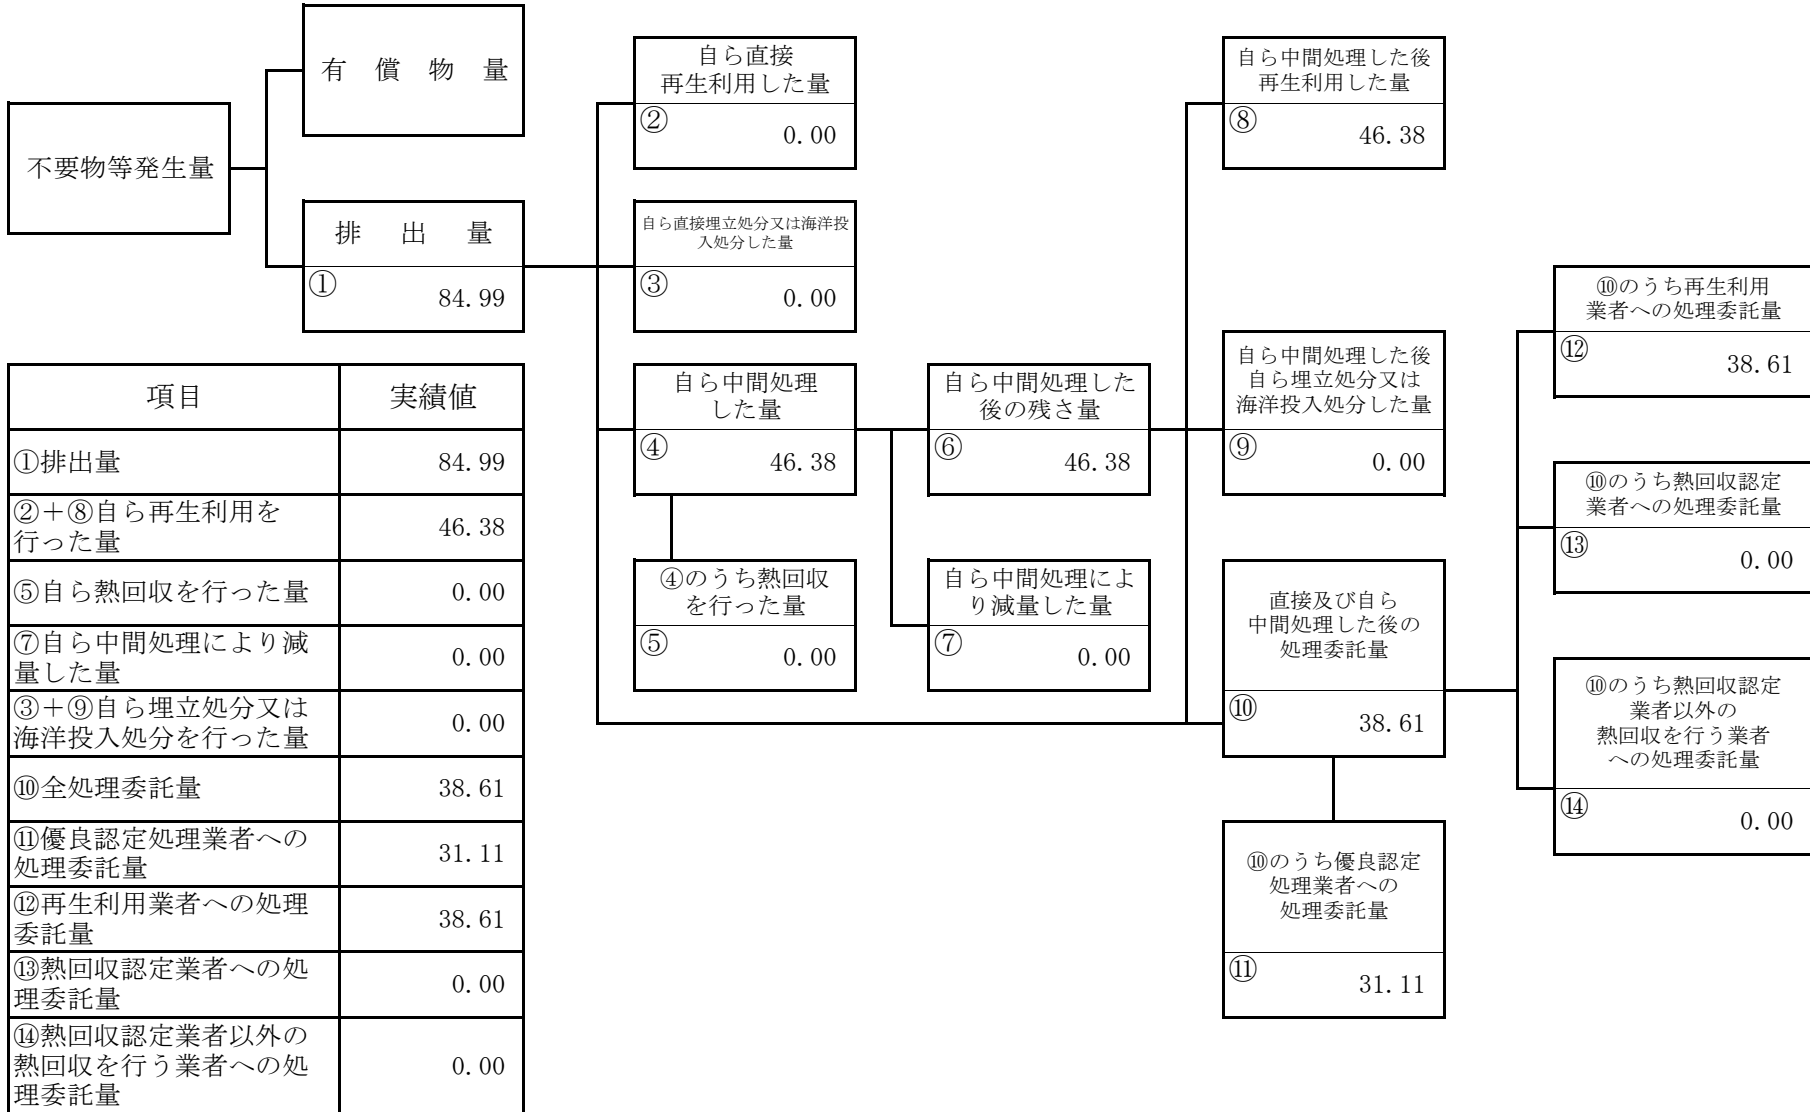 有償物量
不要物等発生量
排出量
①
84.99
自ら直接
再生利用した量
②
0.00
自ら直接埋立処分又は海洋投
入処分した量
③
0.00
自ら中間処理
した量
④
46.38
④のうち熱回収
を行った量
⑤
0.00
自ら中間処理した
後の残さ量
⑥
46.38
自ら中間処理によ
り減量した量
⑦
0.00
自ら中間処理した後
再生利用した量
⑧
46.38
自ら中間処理した後
自ら埋立処分又は
海洋投入処分した量
⑨
0.00
直接及び自ら
中間処理した後の
処理委託量
⑩
38.61
⑩のうち優良認定
処理業者への
処理委託量
⑪
31.11
⑩のうち再生利用
業者への処理委託量
⑫
38.61
⑩のうち熱回収認定
業者への処理委託量
⑬
0.00
⑩のうち熱回収認定
業者以外の
熱回収を行う業者
への処理委託量
⑭
0.00
項目 実績値
①排出量 84.99
②＋⑧自ら再生利用を
行った量 46.38
⑤自ら熱回収を行った量 0.00
⑦自ら中間処理により減
量した量 0.00
③＋⑨自ら埋立処分又は
海洋投入処分を行った量 0.00
⑩全処理委託量 38.61
⑪優良認定処理業者への
処理委託量 31.11
⑫再生利用業者への処理
委託量 38.61
⑬熱回収認定業者への処
理委託量 0.00
⑭熱回収認定業者以外の
熱回収を行う業者への処
理委託量 0.00